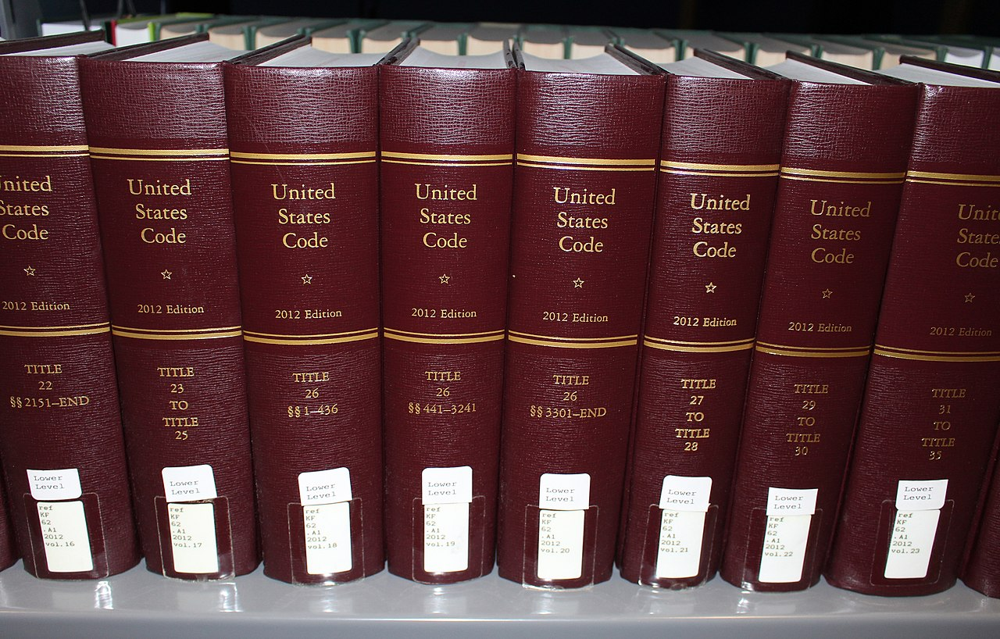 United
States
Code
2012 Edition
TITLE
22
§§ 2151–END
Lower
Level
ref
KF
62
.A1
2012
vol.16
United
States
Code
2012 Edition
TITLE
23
TO
TITLE
25
Lower
Level
ref
KF
62
.A1
2012
vol.17
United
States
Code
2012 Edition
TITLE
26
§§ 1–436
Lower
Level
ref
KF
62
.A1
2012
vol.18
United
States
Code
2012 Edition
TITLE
26
§§ 441–3241
Lower
Level
ref
KF
62
.A1
2012
vol.19
United
States
Code
2012 Edition
TITLE
26
§§ 3301–END
Lower
Level
ref
KF
62
.A1
2012
vol.20
United
States
Code
2012 Edition
TITLE
27
TO
TITLE
28
Lower
Level
ref
KF
62
.A1
2012
vol.21
United
States
Code
2012 Edition
TITLE
29
TO
TITLE
30
Lower
Level
ref
KF
62
.A1
2012
vol.22
Unite
State
Code
2012 Edition
TITLE
31
TO
TITLE
35
Lower
Level
ref
KF
62
.A1
2012
vol.23